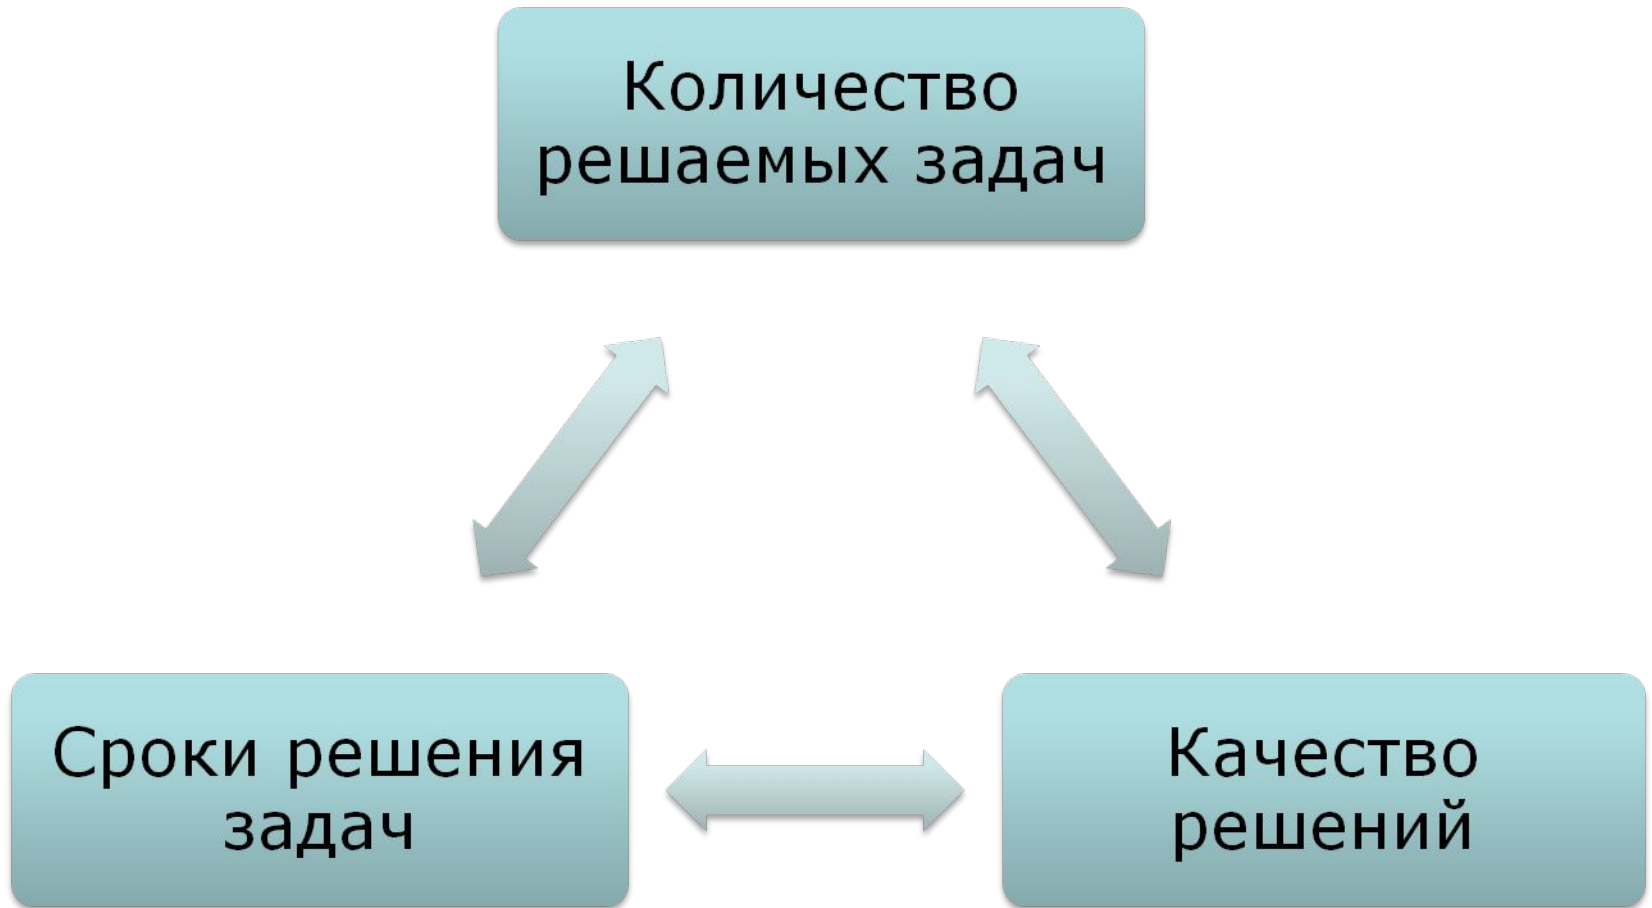 Количество
решаемых задач
Сроки решения
задач
Качество
решений